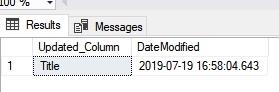 100 %
Results Messages
Updated_Column DateModified
1 Title 2019-07-19 16:58:04.643